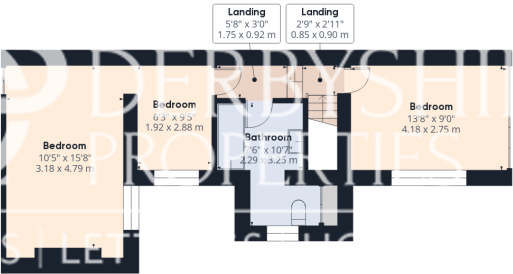 Landing
5'8" x 3'0"
1.75 x 0.92 m
Landing
2'9" x 2'11"
0.85 x 0.90 m
Bedroom
6'3" x 9'5"
1.92 x 2.88 m
Bedroom
13'8" x 9'0"
4.18 x 2.75 m
Bedroom
10'5" x 15'8"
3.18 x 4.79 m
Bathroom
7'6" x 10'7"
2.29 x 3.25 m
DERBYSHI
PROPERTIES
S | LETT